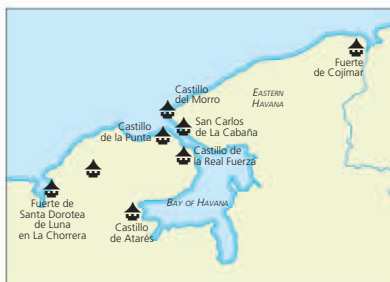 Fuerte
de Cojímar
EASTERN
HAVANA
Castillo
del Morro
San Carlos
de La Cabaña
Castillo
de la Punta
Castillo de
la Real Fuerza
BAY OF HAVANA
Fuerte de
Santa Dorotea
de Luna
en La Chorrera
Castillo
de Atarés